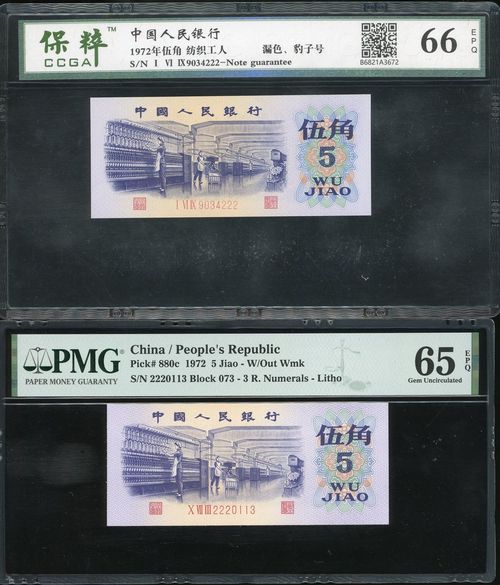 保粹
CCGA
中国人民银行
1972年伍角 纺织工人 漏色、豹子号
S/N I VI IX9034222-Note guarantee
66 EPQ
B6821A3672
中國人民银行
伍角
5
WU
JIAO
I VI IX 9034222
PMG
PAPER MONEY GUARANTY
China / People's Republic
Pick# 880c 1972 5 Jiao - W/Out Wmk
S/N 2220113 Block 073 - 3 R. Numerals - Litho
65 EPQ
Gem Uncirculated
中國人民银行
伍角
5
WU
JIAO
X VII III 2220113